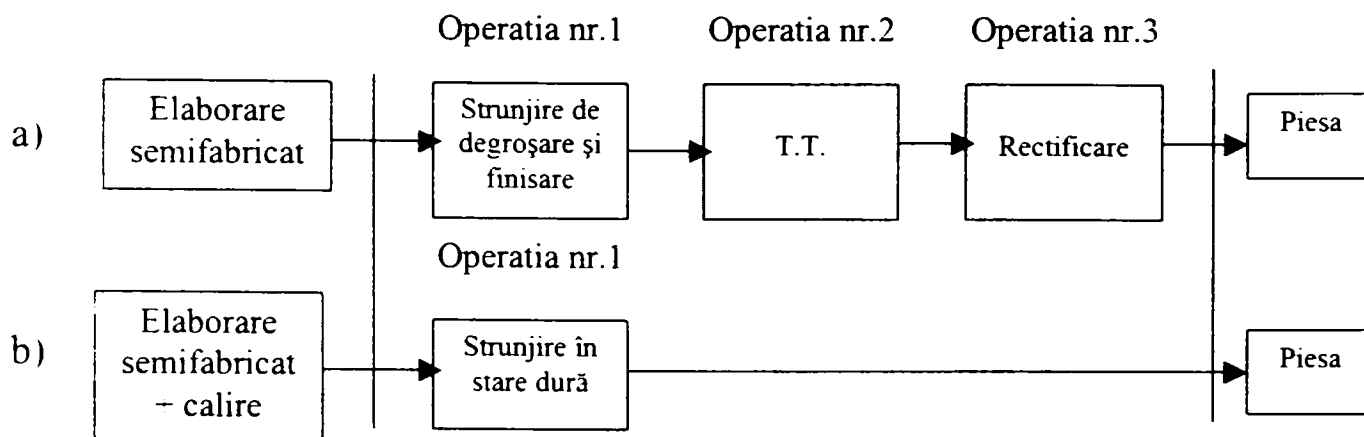 Operatia nr.1 Operatia nr.2 Operatia nr.3
a)
Elaborare
semifabricat
Strunjire de
degroşare şi
finisare
T.T.
Rectificare
Piesa
Operatia nr.1
b)
Elaborare
semifabricat
+ calire
Strunjire în
stare dură
Piesa